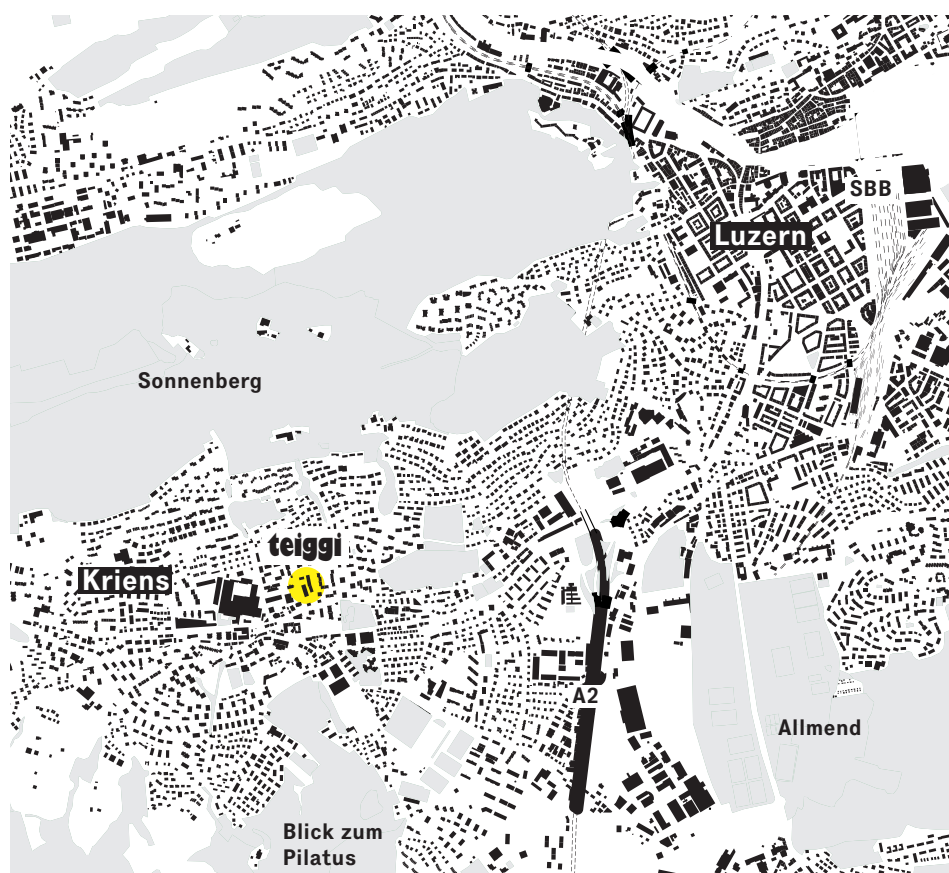 SBB
Luzern
Sonnenberg
teiggi
Kriens
A2
Allmend
Blick zum
Pilatus